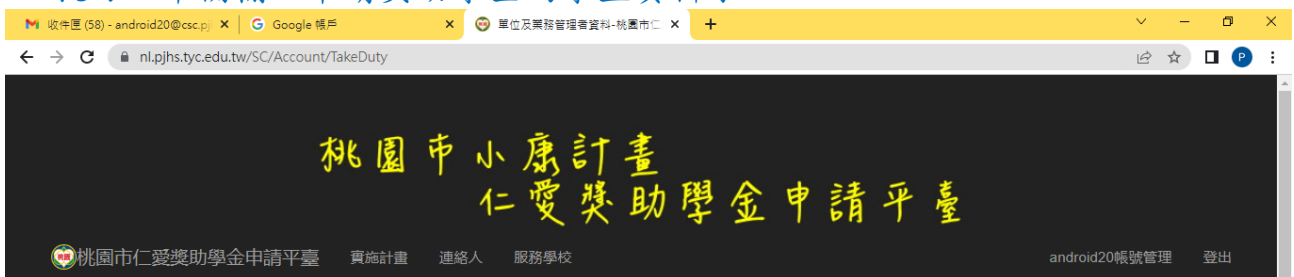 收件匣 (58) - android20@csc.pj
Google 帳戶
單位及業務管理者資料-桃園市仁
nl.pjhs.tyc.edu.tw/SC/Account/TakeDuty
P
桃園市小康計畫
仁愛獎助學金申請平臺
桃園市仁愛獎助學金申請平臺 實施計畫 連絡人 服務學校 android20帳號管理 登出